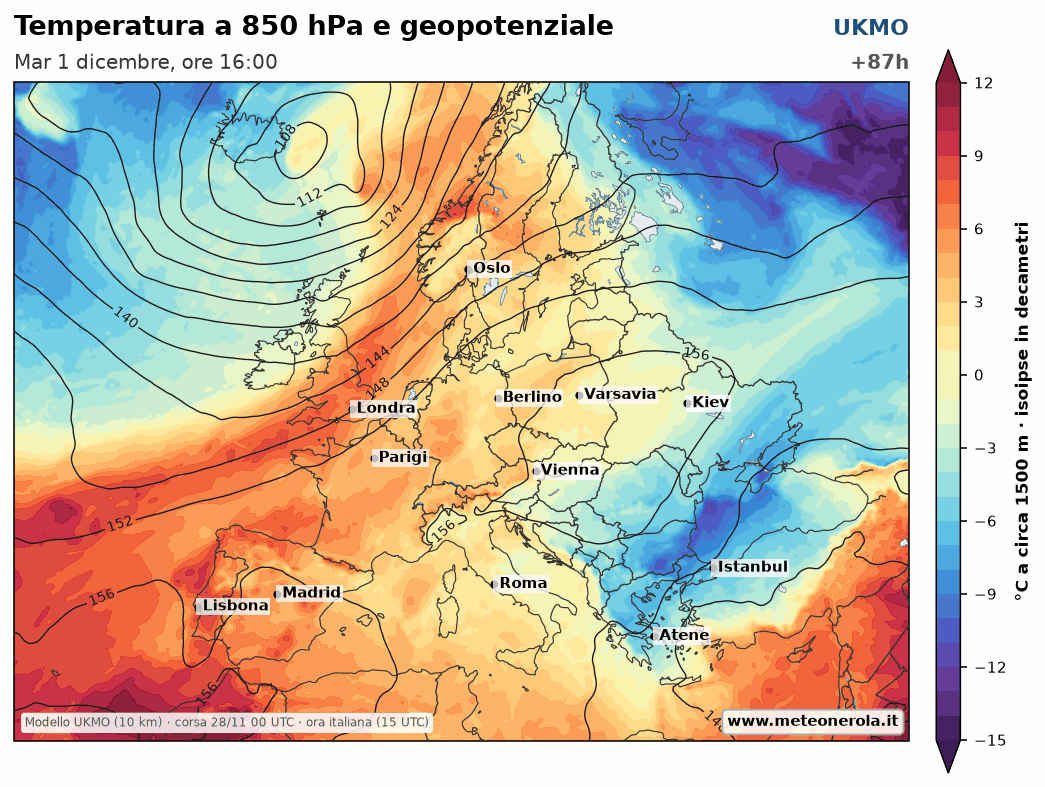 Temperatura a 850 hPa e geopotenziale
UKMO
Mar 1 dicembre, ore 16:00
+87h
108
112
124
140
144
148
152
156
156
156
156
Oslo
Londra
Berlino
Varsavia
Kiev
Parigi
Vienna
Roma
Istanbul
Madrid
Lisbona
Atene
12
9
6
3
0
−3
−6
−9
−12
−15
°C a circa 1500 m · isoipse in decametri
Modello UKMO (10 km) · corsa 28/11 00 UTC · ora italiana (15 UTC)
www.meteonerola.it